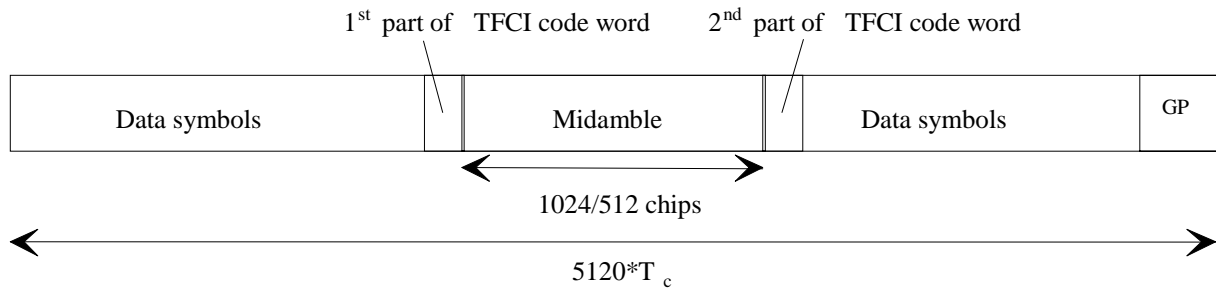 1st part of TFCI code word
2nd part of TFCI code word
Data symbols
Midamble
Data symbols
GP
1024/512 chips
5120*Tc